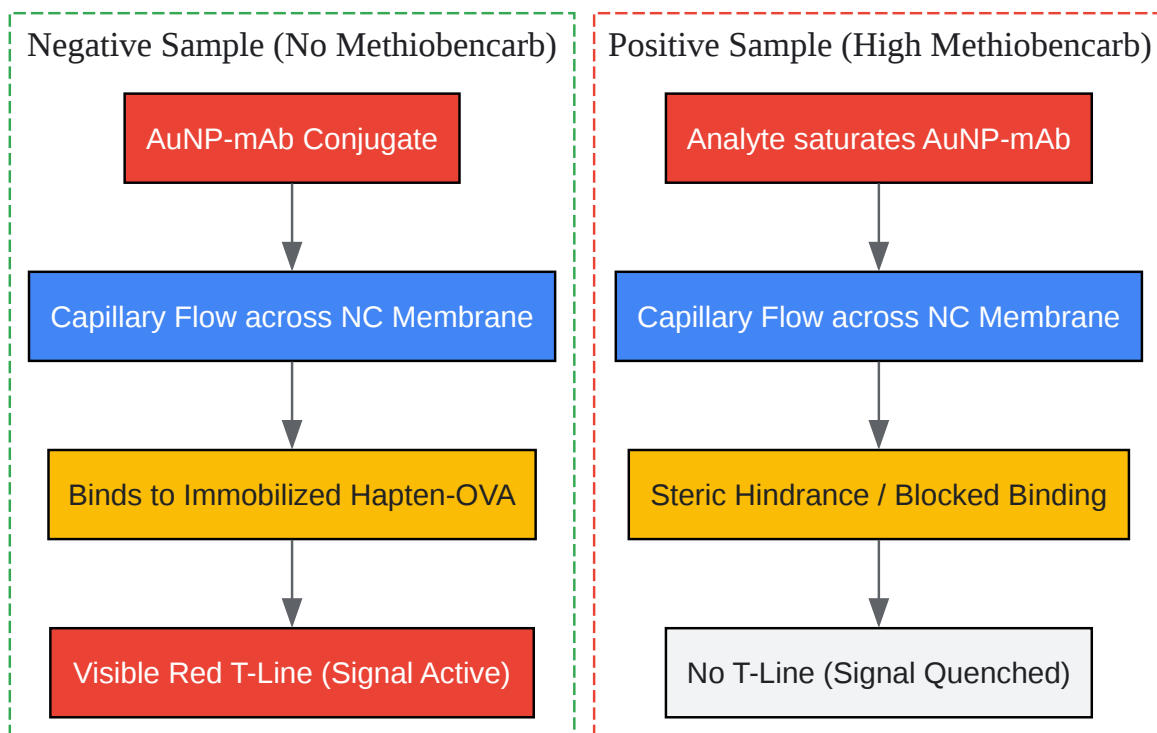 Negative Sample (No Methiobencarb)
AuNP-mAb Conjugate
Capillary Flow across NC Membrane
Binds to Immobilized Hapten-OVA
Visible Red T-Line (Signal Active)
Positive Sample (High Methiobencarb)
Analyte saturates AuNP-mAb
Capillary Flow across NC Membrane
Steric Hindrance / Blocked Binding
No T-Line (Signal Quenched)